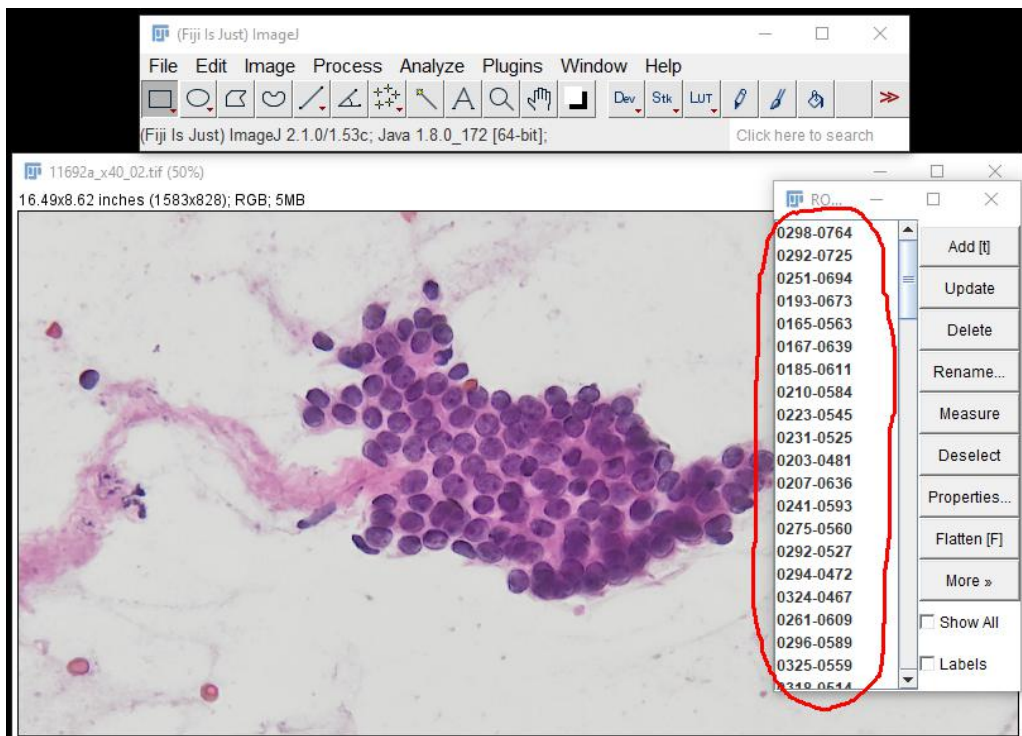 (Fiji Is Just) ImageJ
File Edit Image Process Analyze Plugins Window Help
Dev Stk LUT >>
(Fiji Is Just) ImageJ 2.1.0/1.53c; Java 1.8.0_172 [64-bit]; Click here to search
11692a_x40_02.tif (50%)
16.49x8.62 inches (1583x828); RGB; 5MB
RO...
0298-0764
0292-0725
0251-0694
0193-0673
0165-0563
0167-0639
0185-0611
0210-0584
0223-0545
0231-0525
0203-0481
0207-0636
0241-0593
0275-0560
0292-0527
0294-0472
0324-0467
0261-0609
0296-0589
0325-0559
0318-0514
Add [t]
Update
Delete
Rename...
Measure
Deselect
Properties...
Flatten [F]
More »
Show All
Labels